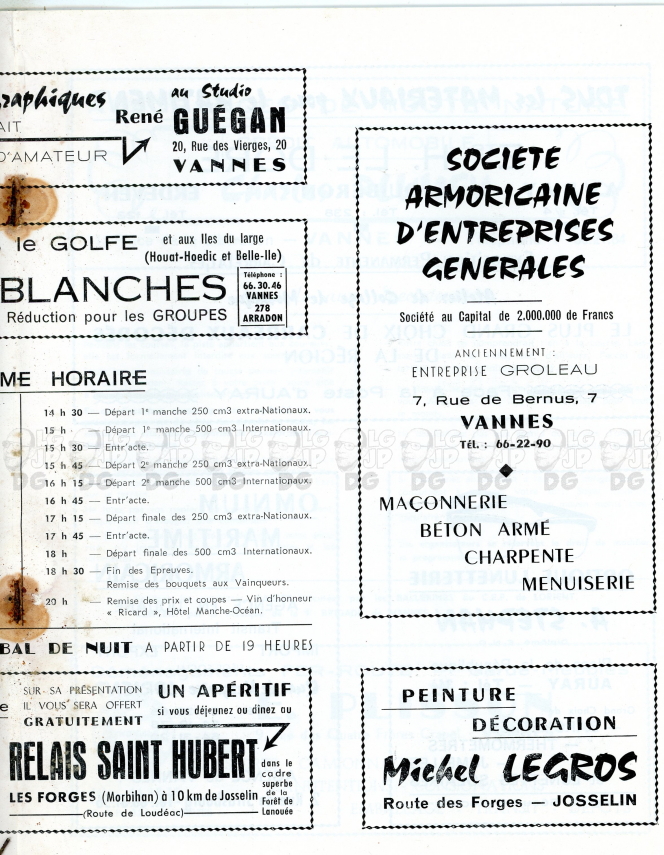 raphiques
AIT
D'AMATEUR
au Studio
René GUÉGAN
20, Rue des Vierges, 20
VANNES
le GOLFE et aux Iles du large
(Houat-Hoedic et Belle-Ile)
BLANCHES
Réduction pour les GROUPES
Téléphone :
66.30.46
VANNES
278
ARRADON
ME HORAIRE
14 h 30 — Départ 1e manche 250 cm3 extra-Nationaux.
15 h — Départ 1e manche 500 cm3 Internationaux.
15 h 30 — Entr'acte.
15 h 45 — Départ 2e manche 250 cm3 extra-Nationaux.
16 h 15 — Départ 2e manche 500 cm3 Internationaux.
16 h 45 — Entr'acte.
17 h 15 — Départ finale des 250 cm3 extra-Nationaux.
17 h 45 — Entr'acte.
18 h — Départ finale des 500 cm3 Internationaux.
18 h 30 — Fin des Epreuves.
Remise des bouquets aux Vainqueurs.
20 h — Remise des prix et coupes — Vin d'honneur
« Ricard », Hôtel Manche-Océan.
BAL DE NUIT A PARTIR DE 19 HEURES
e
SUR SA PRÉSENTATION
IL VOUS SERA OFFERT
GRATUITEMENT
UN APÉRITIF
si vous déjeunez ou dînez au
RELAIS SAINT HUBERT
dans le
cadre
superbe
de la
Forêt de
Lanouée
LES FORGES (Morbihan) à 10 km de Josselin
(Route de Loudéac)
SOCIETE
ARMORICAINE
D'ENTREPRISES
GENERALES
Société au Capital de 2.000.000 de Francs
ANCIENNEMENT :
ENTREPRISE GROLEAU
7, Rue de Bernus, 7
VANNES
Tél. : 66-22-90
MAÇONNERIE
BÉTON ARMÉ
CHARPENTE
MENUISERIE
PEINTURE
DÉCORATION
Michel LEGROS
Route des Forges — JOSSELIN